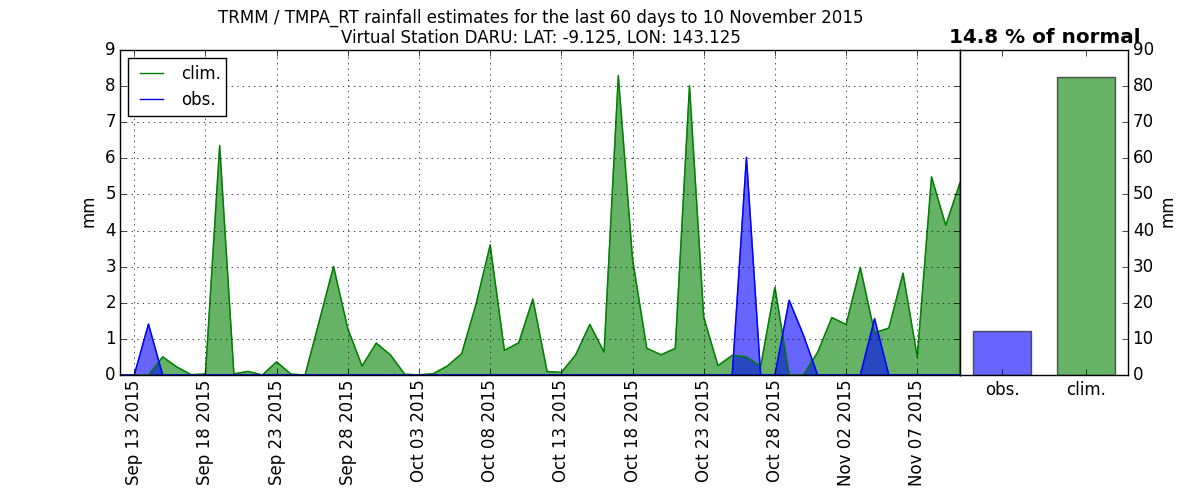 TRMM / TMPA_RT rainfall estimates for the last 60 days to 10 November 2015
Virtual Station DARU: LAT: -9.125, LON: 143.125
14.8 % of normal
clim.
obs.
9
8
7
6
5
4
3
2
1
0
mm
Sep 13 2015
Sep 18 2015
Sep 23 2015
Sep 28 2015
Oct 03 2015
Oct 08 2015
Oct 13 2015
Oct 18 2015
Oct 23 2015
Oct 28 2015
Nov 02 2015
Nov 07 2015
90
80
70
60
50
40
30
20
10
0
mm
obs.
clim.